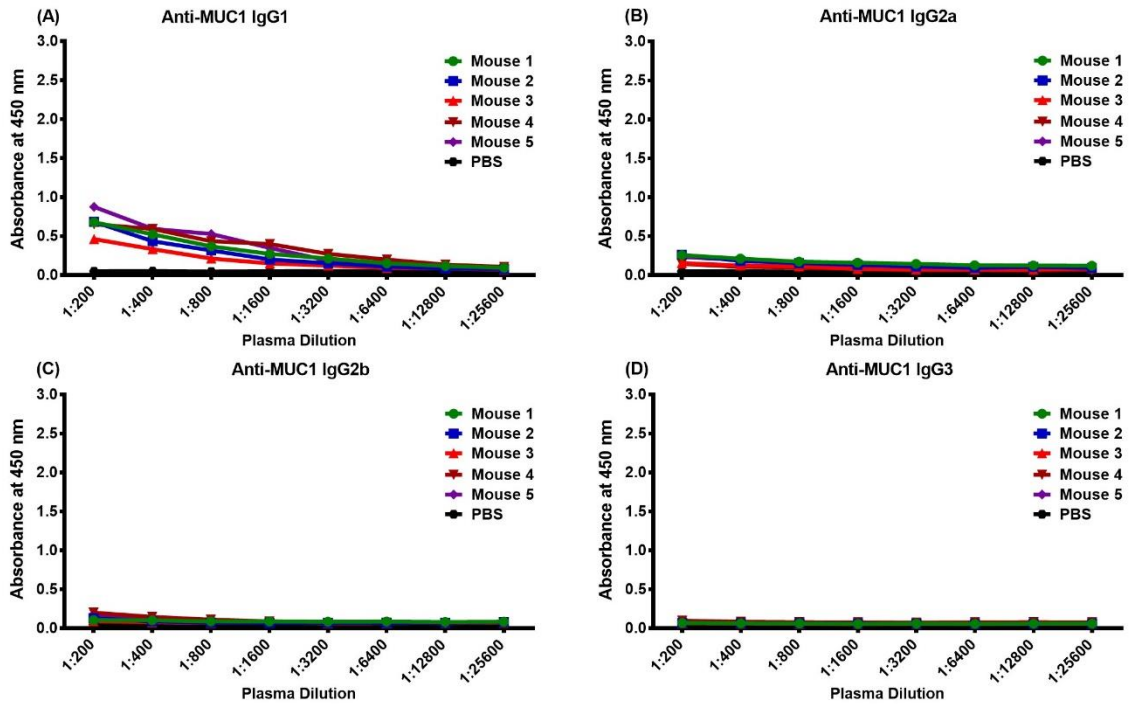 (A) Anti-MUC1 IgG1
Absorbance at 450 nm
3.0
2.5
2.0
1.5
1.0
0.5
0.0
Mouse 1
Mouse 2
Mouse 3
Mouse 4
Mouse 5
PBS
1:200 1:400 1:800 1:1600 1:3200 1:6400 1:12800 1:25600
Plasma Dilution
(B) Anti-MUC1 IgG2a
Absorbance at 450 nm
3.0
2.5
2.0
1.5
1.0
0.5
0.0
Mouse 1
Mouse 2
Mouse 3
Mouse 4
Mouse 5
PBS
1:200 1:400 1:800 1:1600 1:3200 1:6400 1:12800 1:25600
Plasma Dilution
(C) Anti-MUC1 IgG2b
Absorbance at 450 nm
3.0
2.5
2.0
1.5
1.0
0.5
0.0
Mouse 1
Mouse 2
Mouse 3
Mouse 4
Mouse 5
PBS
1:200 1:400 1:800 1:1600 1:3200 1:6400 1:12800 1:25600
Plasma Dilution
(D) Anti-MUC1 IgG3
Absorbance at 450 nm
3.0
2.5
2.0
1.5
1.0
0.5
0.0
Mouse 1
Mouse 2
Mouse 3
Mouse 4
Mouse 5
PBS
1:200 1:400 1:800 1:1600 1:3200 1:6400 1:12800 1:25600
Plasma Dilution